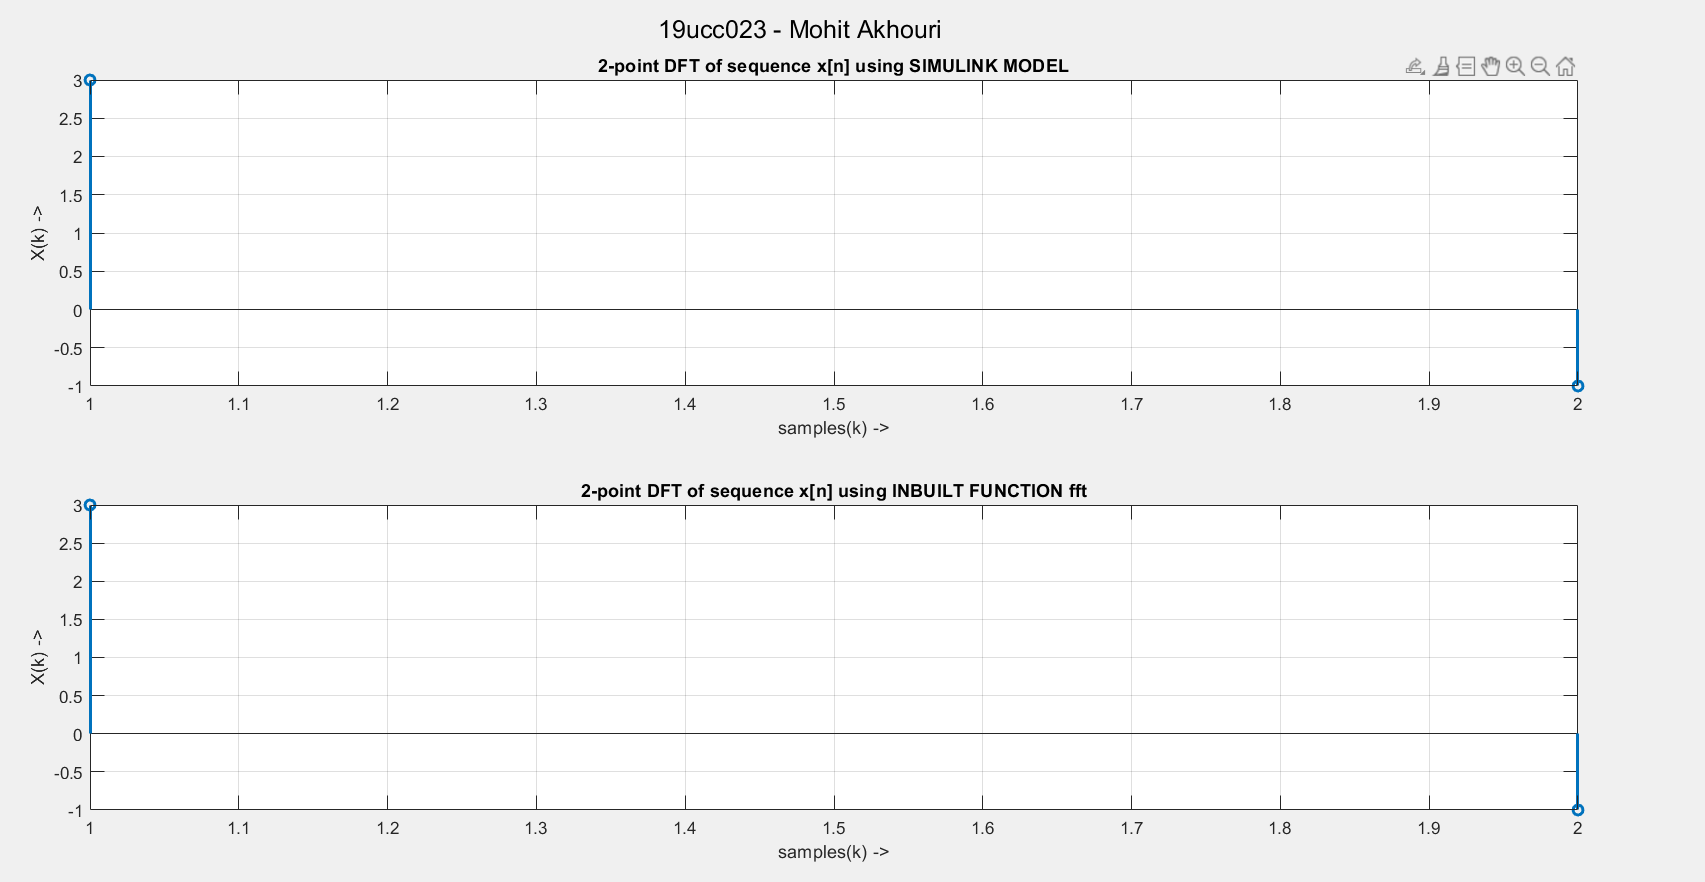 19ucc023 - Mohit Akhouri
2-point DFT of sequence x[n] using SIMULINK MODEL
3
2.5
2
1.5
1
0.5
0
-0.5
-1
X(k) ->
1 1.1 1.2 1.3 1.4 1.5 1.6 1.7 1.8 1.9 2
samples(k) ->
2-point DFT of sequence x[n] using INBUILT FUNCTION fft
3
2.5
2
1.5
1
0.5
0
-0.5
-1
X(k) ->
1 1.1 1.2 1.3 1.4 1.5 1.6 1.7 1.8 1.9 2
samples(k) ->